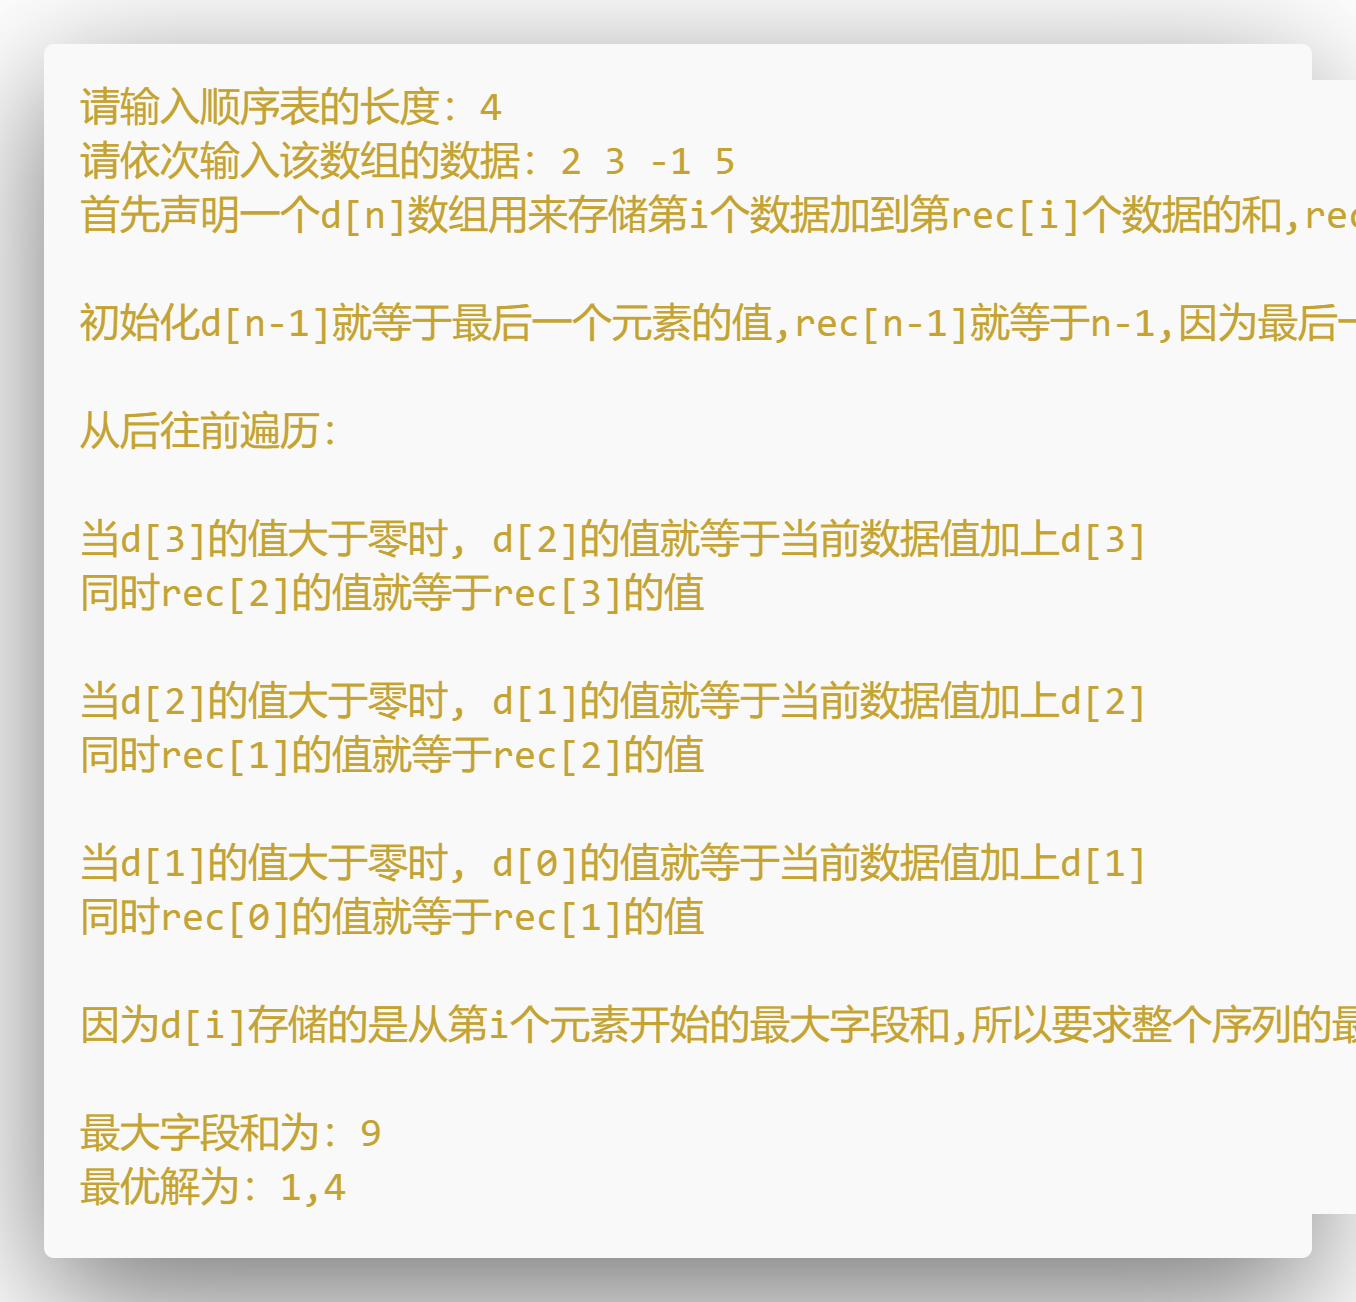 请输入顺序表的长度：4
请依次输入该数组的数据：2 3 -1 5
首先声明一个d[n]数组用来存储第i个数据加到第rec[i]个数据的和,rec
初始化d[n-1]就等于最后一个元素的值,rec[n-1]就等于n-1,因为最后一
从后往前遍历：
当d[3]的值大于零时，d[2]的值就等于当前数据值加上d[3]
同时rec[2]的值就等于rec[3]的值
当d[2]的值大于零时，d[1]的值就等于当前数据值加上d[2]
同时rec[1]的值就等于rec[2]的值
当d[1]的值大于零时，d[0]的值就等于当前数据值加上d[1]
同时rec[0]的值就等于rec[1]的值
因为d[i]存储的是从第i个元素开始的最大字段和,所以要求整个序列的最
最大字段和为：9
最优解为：1,4